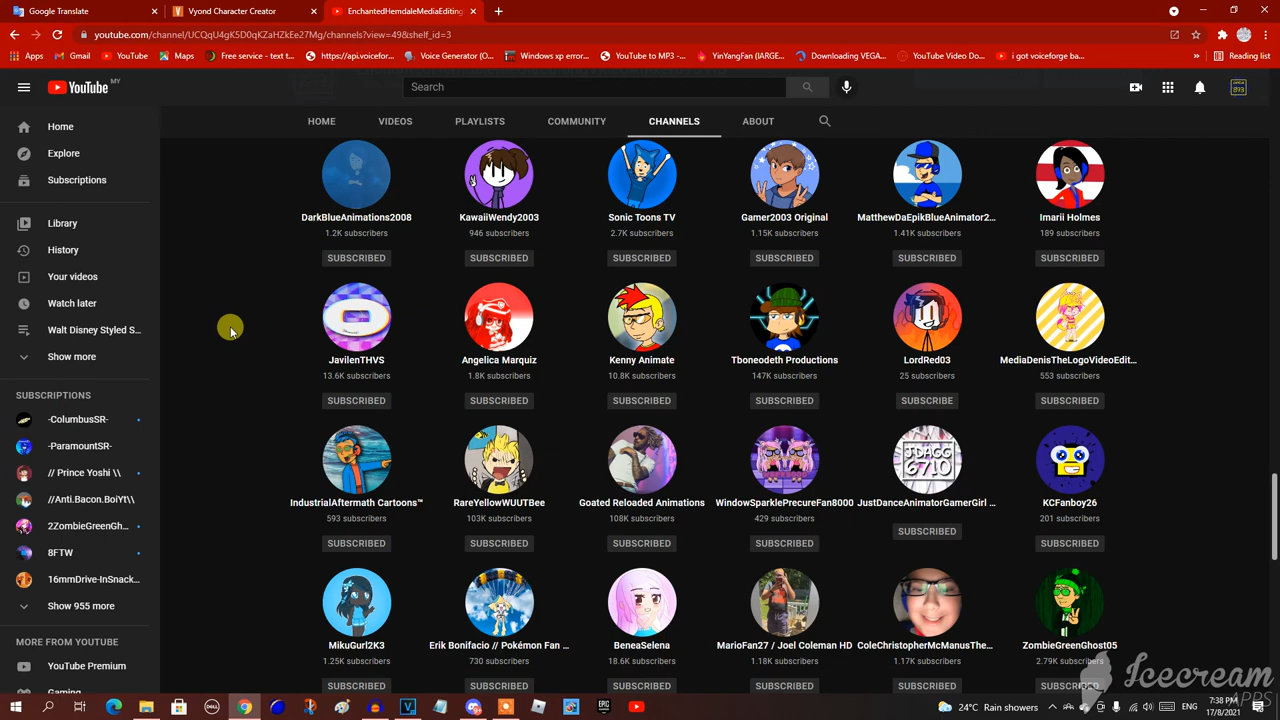 Google Translate
Vyond Character Creator
EnchantedHemdaleMediaEditing
youtube.com/channel/UCQqU4gK5D0qKZaHZkEe27Mg/channels?view=49&shelf_id=3
Apps
Gmail
YouTube
Maps
Free service - text t...
https://api.voicefor...
Voice Generator (O...
Windows xp error...
YouTube to MP3 -...
YinYangFan (lARGE...
Downloading VEGA...
YouTube Video Do...
i got voiceforge ba...
Reading list
YouTube MY
Search
HOME
VIDEOS
PLAYLISTS
COMMUNITY
CHANNELS
ABOUT
Home
Explore
Subscriptions
Library
History
Your videos
Watch later
Walt Disney Styled S...
Show more
SUBSCRIPTIONS
-ColumbusSR-
-ParamountSR-
// Prince Yoshi \\
//Anti.Bacon.BoiYt\\
2ZombieGreenGh...
8FTW
16mmDrive-InSnack...
Show 955 more
MORE FROM YOUTUBE
YouTube Premium
Gaming
DarkBlueAnimations2008
KawaiiWendy2003
Sonic Toons TV
Gamer2003 Original
MatthewDaEpikBlueAnimator2...
Imarii Holmes
1.2K subscribers
946 subscribers
2.7K subscribers
1.15K subscribers
1.41K subscribers
189 subscribers
SUBSCRIBED
SUBSCRIBED
SUBSCRIBED
SUBSCRIBED
SUBSCRIBED
SUBSCRIBED
JavilenTHVS
Angelica Marquiz
Kenny Animate
Tboneodeth Productions
LordRed03
MediaDenisTheLogoVideoEdit...
13.6K subscribers
1.8K subscribers
10.8K subscribers
147K subscribers
25 subscribers
553 subscribers
SUBSCRIBED
SUBSCRIBED
SUBSCRIBED
SUBSCRIBED
SUBSCRIBE
SUBSCRIBED
JDAGG
6710
IndustrialAftermath Cartoons™
RareYellowWUUTBee
Goated Reloaded Animations
WindowSparklePrecureFan8000
JustDanceAnimatorGamerGirl ...
KCFanboy26
593 subscribers
103K subscribers
108K subscribers
429 subscribers
201 subscribers
SUBSCRIBED
SUBSCRIBED
SUBSCRIBED
SUBSCRIBED
SUBSCRIBED
SUBSCRIBED
MikuGurl2K3
Erik Bonifacio // Pokémon Fan ...
BeneaSelena
MarioFan27 / Joel Coleman HD
ColeChristopherMcManusThe...
ZombieGreenGhost05
1.25K subscribers
730 subscribers
18.6K subscribers
1.18K subscribers
1.17K subscribers
2.79K subscribers
SUBSCRIBED
SUBSCRIBED
SUBSCRIBED
SUBSCRIBED
SUBSCRIBED
SUBSCRIBED
Icecream
APPS
DELL
EPIC
24°C Rain showers
ENG
7:38 PM
17/8/2021